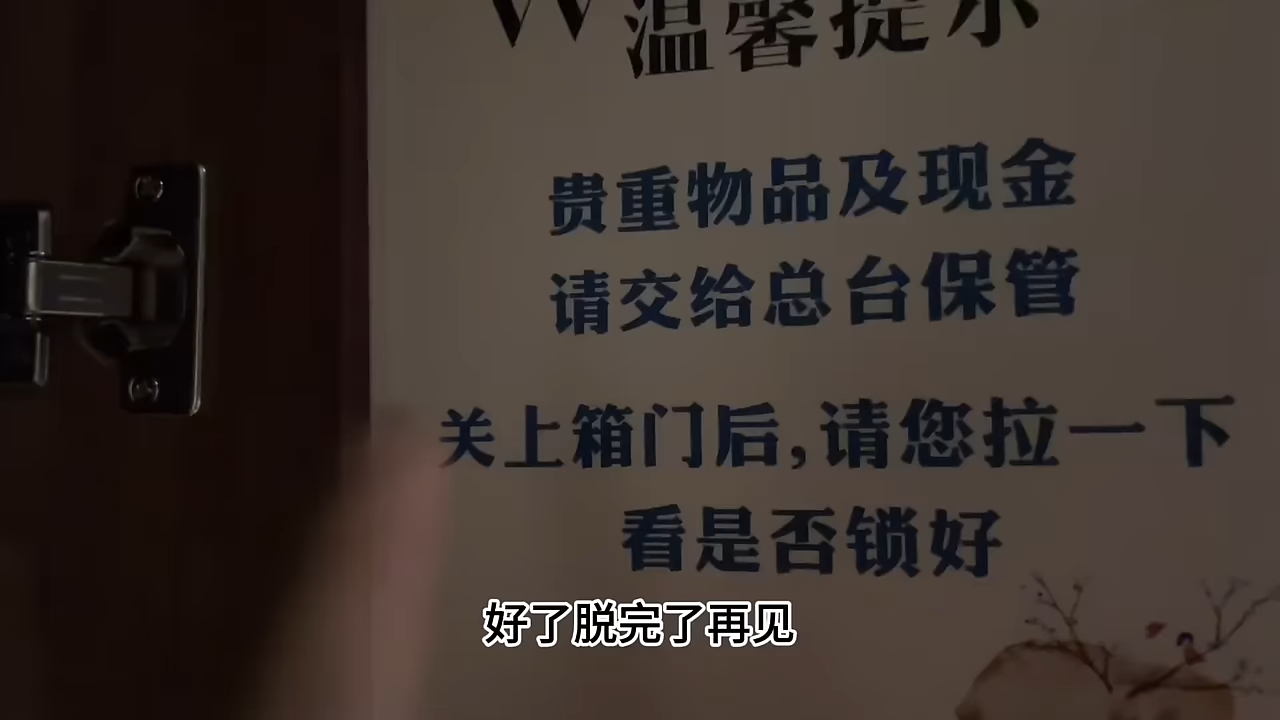 温馨提示
贵重物品及现金
请交给总台保管
关上箱门后,请您拉一下
看是否锁好
好了脱完了再见